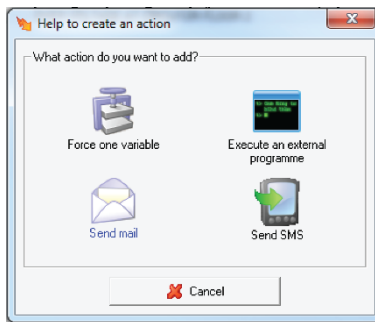 Help to create an action
What action do you want to add?
Force one variable
Execute an external
programme
Send mail
Send SMS
Cancel